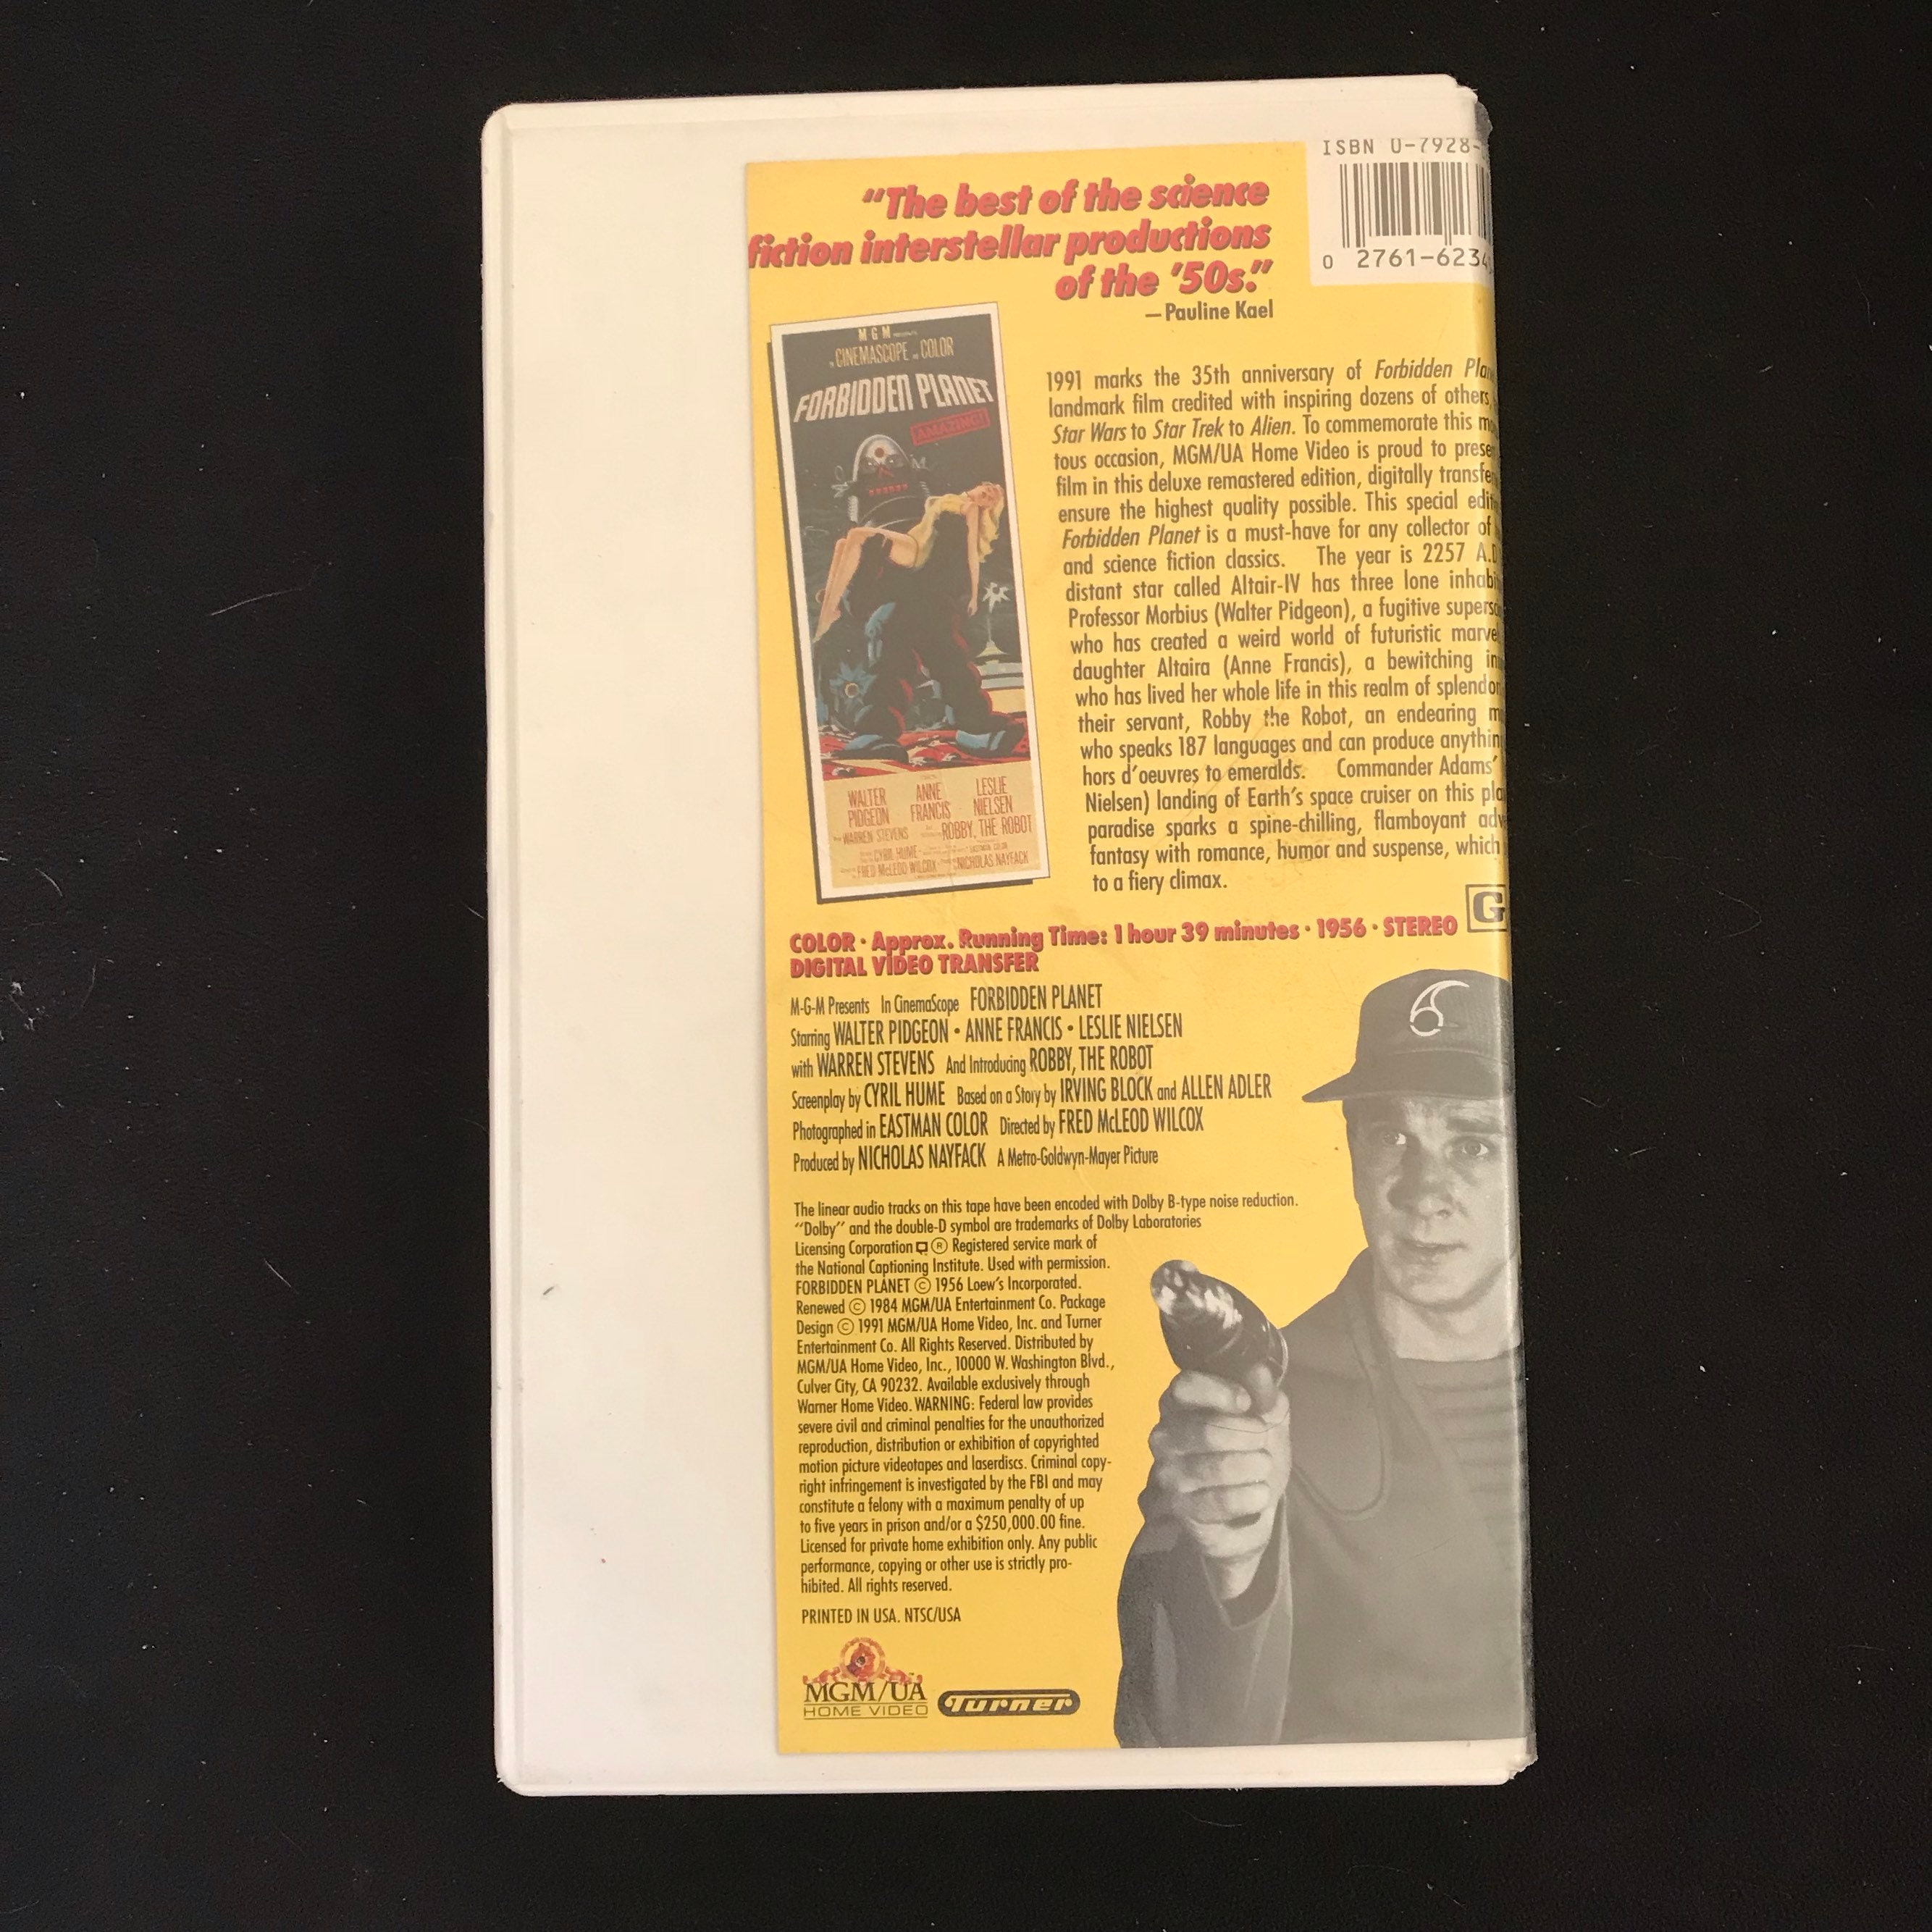 ISBN 0-7928-
0 2761-6234
"The best of the science
fiction interstellar productions
of the '50s."
—Pauline Kael
MGM PRESENTS
IN CINEMASCOPE AND COLOR
FORBIDDEN PLANET
AMAZING!
WALTER PIDGEON
ANNE FRANCIS
LESLIE NIELSEN
WARREN STEVENS
ROBBY, THE ROBOT
CYRIL HUME
EASTMAN COLOR
FRED McLEOD WILCOX
NICHOLAS NAYFACK
1991 marks the 35th anniversary of Forbidden
landmark film credited with inspiring dozens of others,
Star Wars to Star Trek to Alien. To commemorate this
tous occasion, MGM/UA Home Video is proud to
film in this deluxe remastered edition, digitally
ensure the highest quality possible. This special
Forbidden Planet is a must-have for any collector of
and science fiction classics. The year is 2257 A.D
distant star called Altair-IV has three lone
Professor Morbius (Walter Pidgeon), a fugitive
who has created a weird world of futuristic
daughter Altaira (Anne Francis), a bewitching
who has lived her whole life in this realm of
their servant, Robby the Robot, an endearing
who speaks 187 languages and can produce
hors d'oeuvres to emeralds. Commander Adams'
Nielsen) landing of Earth's space cruiser on this
paradise sparks a spine-chilling, flamboyant
fantasy with romance, humor and suspense, which
to a fiery climax.
G
COLOR · Approx. Running Time: 1 hour 39 minutes · 1956 · STEREO
DIGITAL VIDEO TRANSFER
M-G-M Presents In CinemaScope FORBIDDEN PLANET
Starring WALTER PIDGEON • ANNE FRANCIS • LESLIE NIELSEN
with WARREN STEVENS And Introducing ROBBY, THE ROBOT
Screenplay by CYRIL HUME Based on a Story by IRVING BLOCK and ALLEN ADLER
Photographed in EASTMAN COLOR Directed by FRED McLEOD WILCOX
Produced by NICHOLAS NAYFACK A Metro-Goldwyn-Mayer Picture
The linear audio tracks on this tape have been encoded with Dolby B-type noise reduction.
"Dolby" and the double-D symbol are trademarks of Dolby Laboratories
Licensing Corporation ® Registered service mark of
the National Captioning Institute. Used with permission.
FORBIDDEN PLANET © 1956 Loew's Incorporated.
Renewed © 1984 MGM/UA Entertainment Co. Package
Design © 1991 MGM/UA Home Video, Inc. and Turner
Entertainment Co. All Rights Reserved. Distributed by
MGM/UA Home Video, Inc., 10000 W. Washington Blvd.,
Culver City, CA 90232. Available exclusively through
Warner Home Video. WARNING: Federal law provides
severe civil and criminal penalties for the unauthorized
reproduction, distribution or exhibition of copyrighted
motion picture videotapes and laserdiscs. Criminal copy-
right infringement is investigated by the FBI and may
constitute a felony with a maximum penalty of up
to five years in prison and/or a $250,000.00 fine.
Licensed for private home exhibition only. Any public
performance, copying or other use is strictly pro-
hibited. All rights reserved.
PRINTED IN USA. NTSC/USA
MGM/UA
HOME VIDEO
Turner